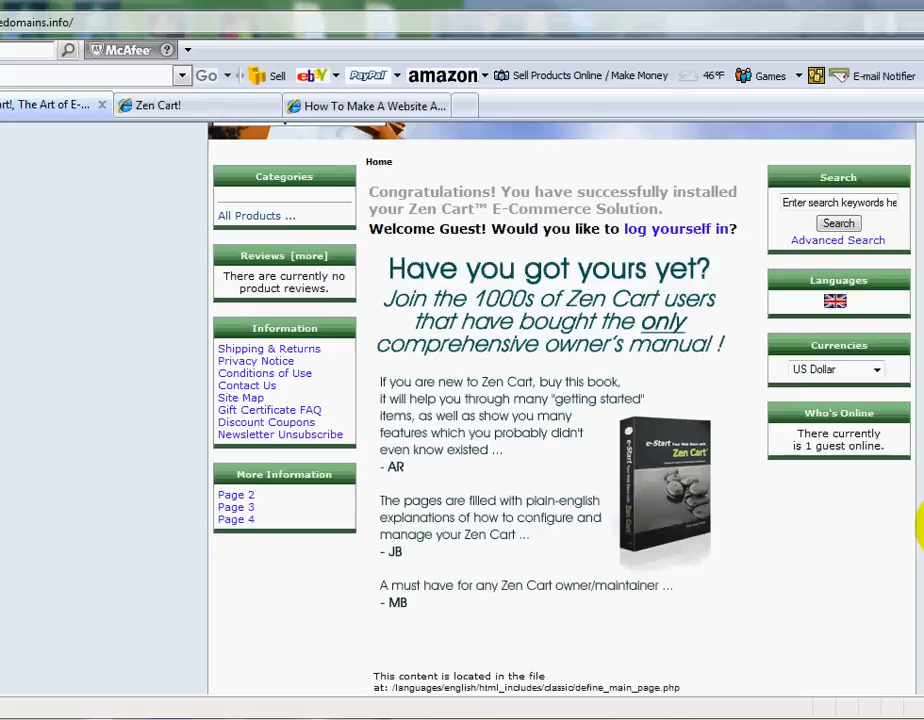 edomains.info/
McAfee ?
Go Sell ebY PayPal amazon Sell Products Online / Make Money 46°F Games E-mail Notifier
art!, The Art of E-... Zen Cart! How To Make A Website A...
Home
Categories
All Products ...
Reviews [more]
There are currently no
product reviews.
Information
Shipping & Returns
Privacy Notice
Conditions of Use
Contact Us
Site Map
Gift Certificate FAQ
Discount Coupons
Newsletter Unsubscribe
More Information
Page 2
Page 3
Page 4
Congratulations! You have successfully installed
your Zen Cart™ E-Commerce Solution.
Welcome Guest! Would you like to log yourself in?
Have you got yours yet?
Join the 1000s of Zen Cart users
that have bought the only
comprehensive owner's manual !
If you are new to Zen Cart, buy this book,
it will help you through many "getting started"
items, as well as show you many
features which you probably didn't
even know existed ...
- AR
The pages are filled with plain-english
explanations of how to configure and
manage your Zen Cart ...
- JB
A must have for any Zen Cart owner/maintainer ...
- MB
e-Start Your Web Store with
Zen Cart
This content is located in the file
at: /languages/english/html_includes/classic/define_main_page.php
Search
Enter search keywords he
Search
Advanced Search
Languages
Currencies
US Dollar
Who's Online
There currently
is 1 guest online.